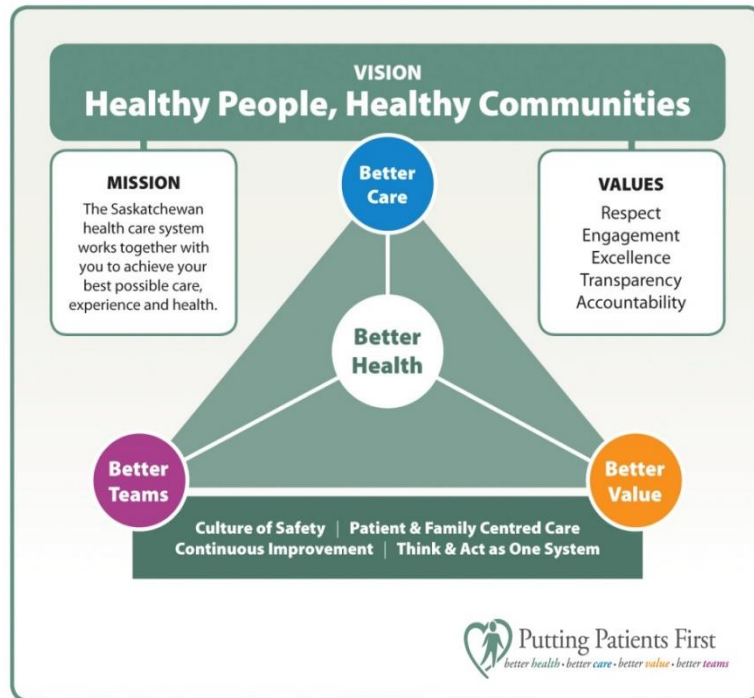 VISION
Healthy People, Healthy Communities
MISSION
The Saskatchewan
health care system
works together with
you to achieve your
best possible care,
experience and health.
Better
Care
VALUES
Respect
Engagement
Excellence
Transparency
Accountability
Better
Health
Better
Teams
Better
Value
Culture of Safety | Patient & Family Centred Care
Continuous Improvement | Think & Act as One System
Putting Patients First
better health • better care • better value • better teams